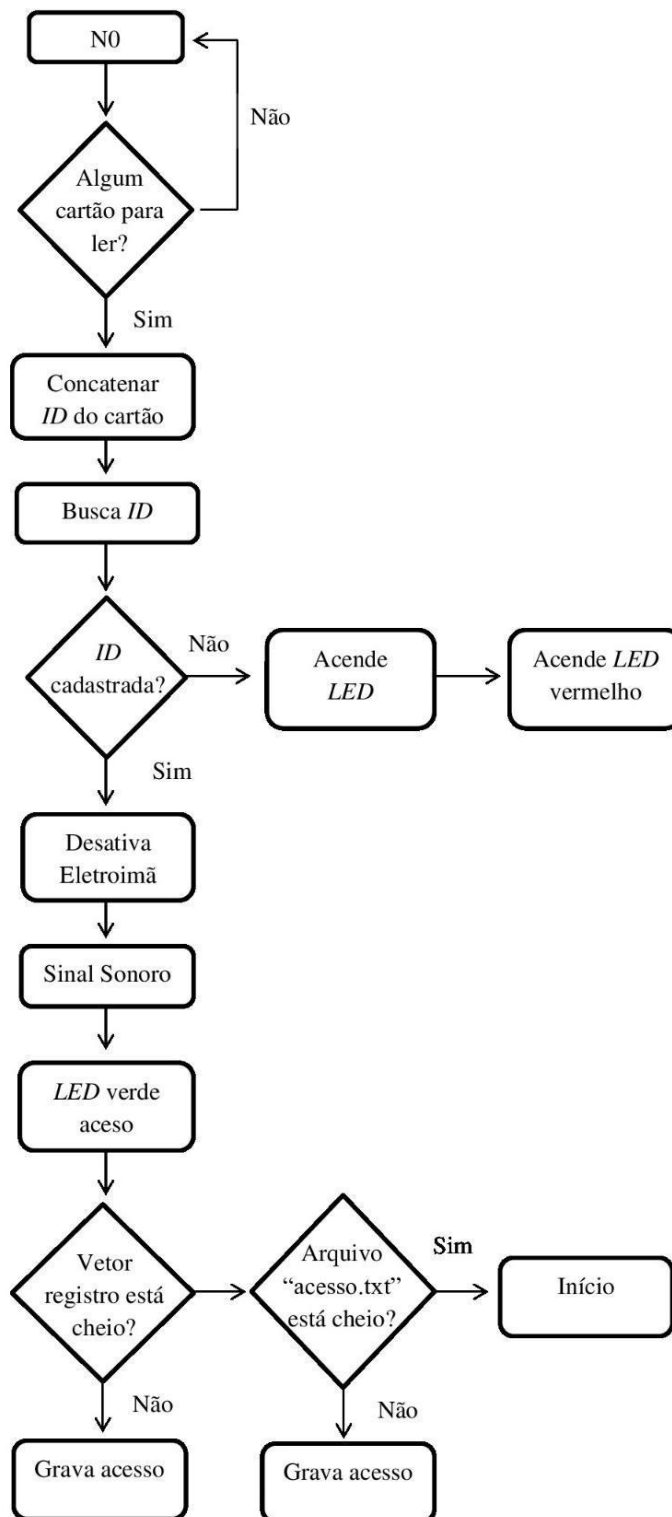 N0
Não
Algum
cartão para
ler?
Sim
Concatenar
ID do cartão
Busca ID
ID
cadastrada?
Não
Acende
LED
Acende LED
vermelho
Sim
Desativa
Eletroimã
Sinal Sonoro
LED verde
aceso
Vetor
registro está
cheio?
Arquivo
“acesso.txt”
está cheio?
Sim
Início
Não
Não
Grava acesso
Grava acesso